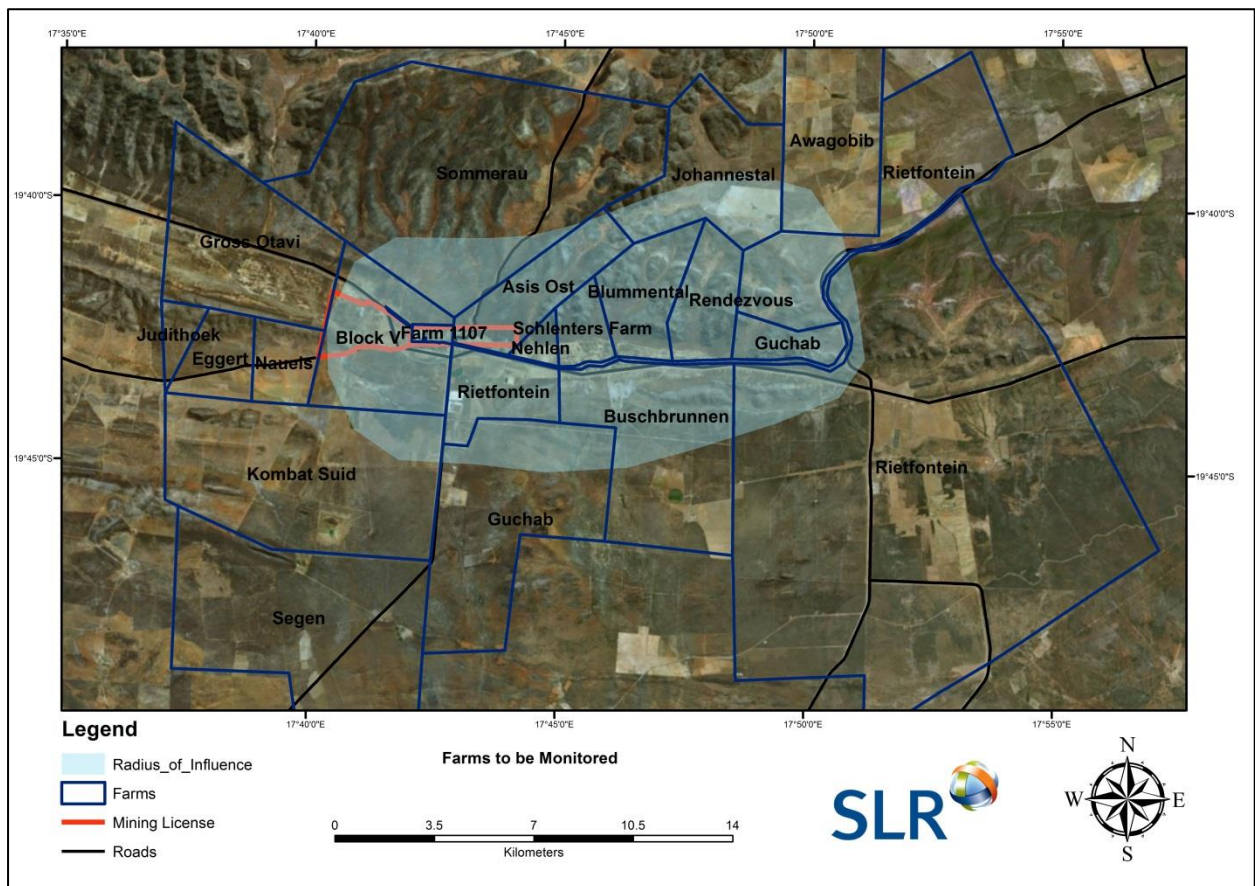 17°35'0"E
17°40'0"E
17°45'0"E
17°50'0"E
17°55'0"E
Awagobib
Sommerau
Johannestal
Rietfontein
19°40'0"S
19°40'0"S
Gross Otavi
Asis Ost
Blummental
Rendezvous
Judithoek
Block V
Farm 1107
Schlenters Farm
Guchab
Eggert
Naueis
Nehlen
Rietfontein
Buschbrunnen
19°45'0"S
Kombat Suid
Rietfontein
19°45'0"S
Guchab
Segen
17°40'0"E
17°45'0"E
17°50'0"E
17°55'0"E
Legend
Radius_of_Influence
Farms
Mining License
Roads
Farms to be Monitored
0 3.5 7 10.5 14
Kilometers
SLR
N
W E
S